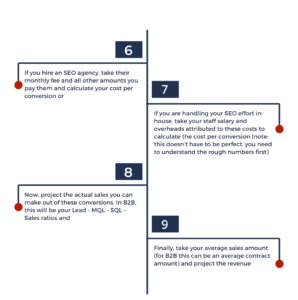 6
If you hire an SEO agency, take their
monthly fee and all other amounts you
pay them and calculate your cost per
conversion or
7
If you are handling your SEO effort in-
house, take your staff salary and
overheads attributed to these costs to
calculate the cost per conversion (note:
this doesn't have to be perfect, you need
to understand the rough numbers first)
8
Now, project the actual sales you can
make out of these conversions. In B2B,
this will be your Lead - MQL - SQL -
Sales ratios and
9
Finally, take your average sales amount
(for B2B this can be an average contract
amount) and project the revenue